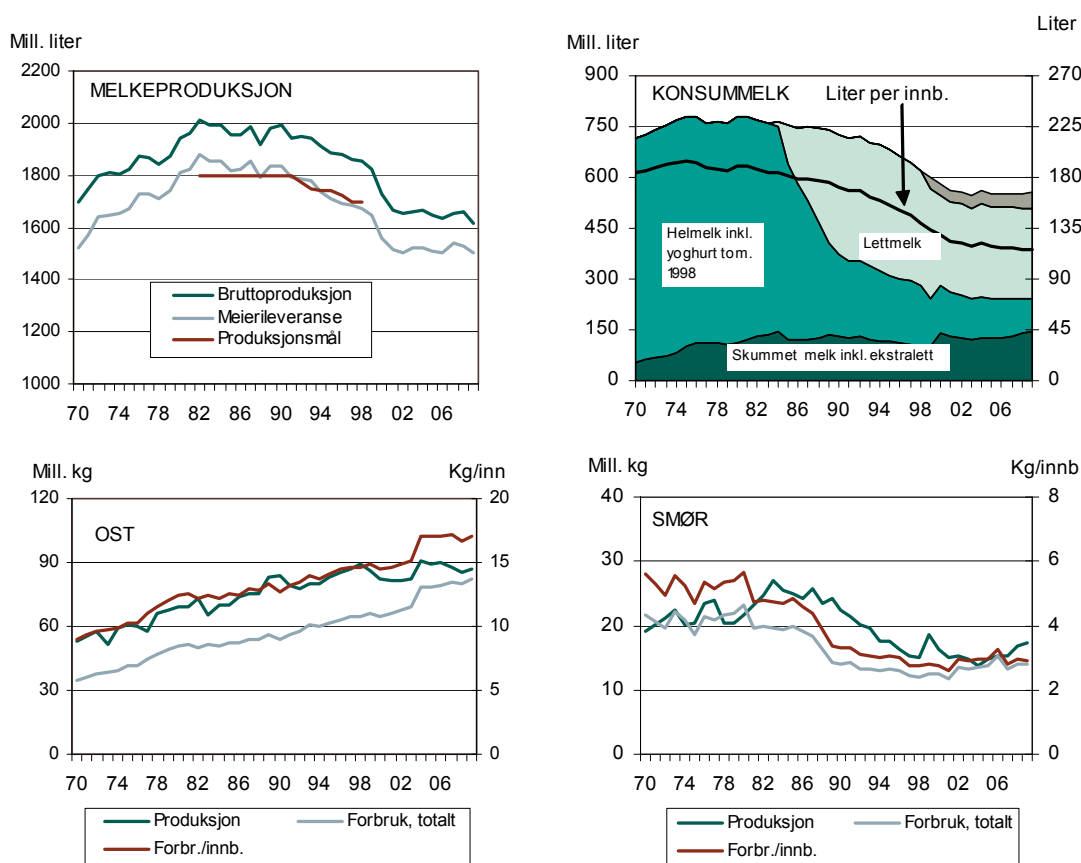 Mill. liter
2200
2000
1800
1600
1400
1200
1000
MELKEPRODUKSJON
Bruttoproduksjon
Meierileveranse
Produksjonsmål
70 74 78 82 86 90 94 98 02 06
Mill. liter
Liter
900
750
600
450
300
150
0
270
225
180
135
90
45
0
KONSUMMELK
Liter per innb.
Helmelk inkl.
yoghurt tom.
1998
Lettmelk
Skummet melk inkl. ekstralett
70 74 78 82 86 90 94 98 02 06
Mill. kg
Kg/inn
120
90
60
30
0
20
15
10
5
0
OST
70 74 78 82 86 90 94 98 02 06
Produksjon
Forbruk, totalt
Forbr./innb.
Mill. kg
Kg/innb
40
30
20
10
0
8
6
4
2
0
SMØR
70 74 78 82 86 90 94 98 02 06
Produksjon
Forbruk, totalt
Forbr./innb.